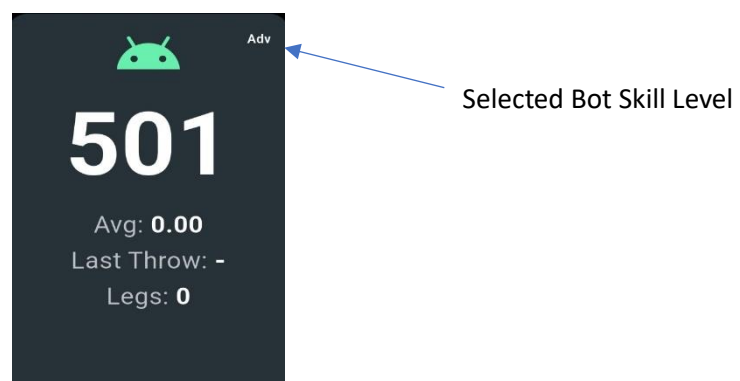 Adv
Selected Bot Skill Level
501
Avg: 0.00
Last Throw: -
Legs: 0